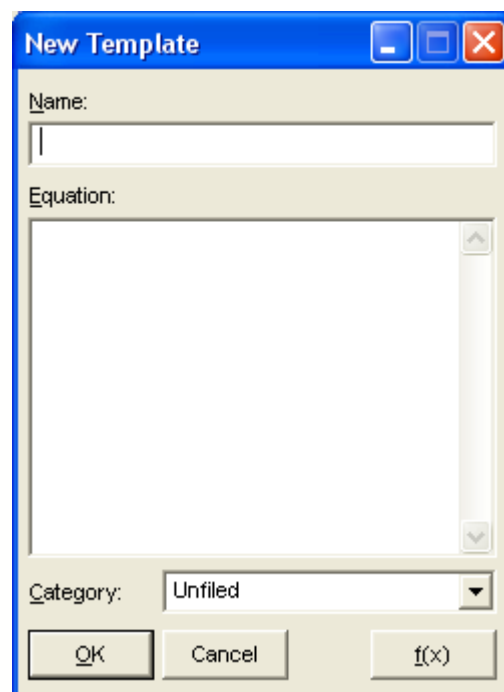 New Template
Name:
Equation:
Category: Unfiled
OK Cancel f(x)